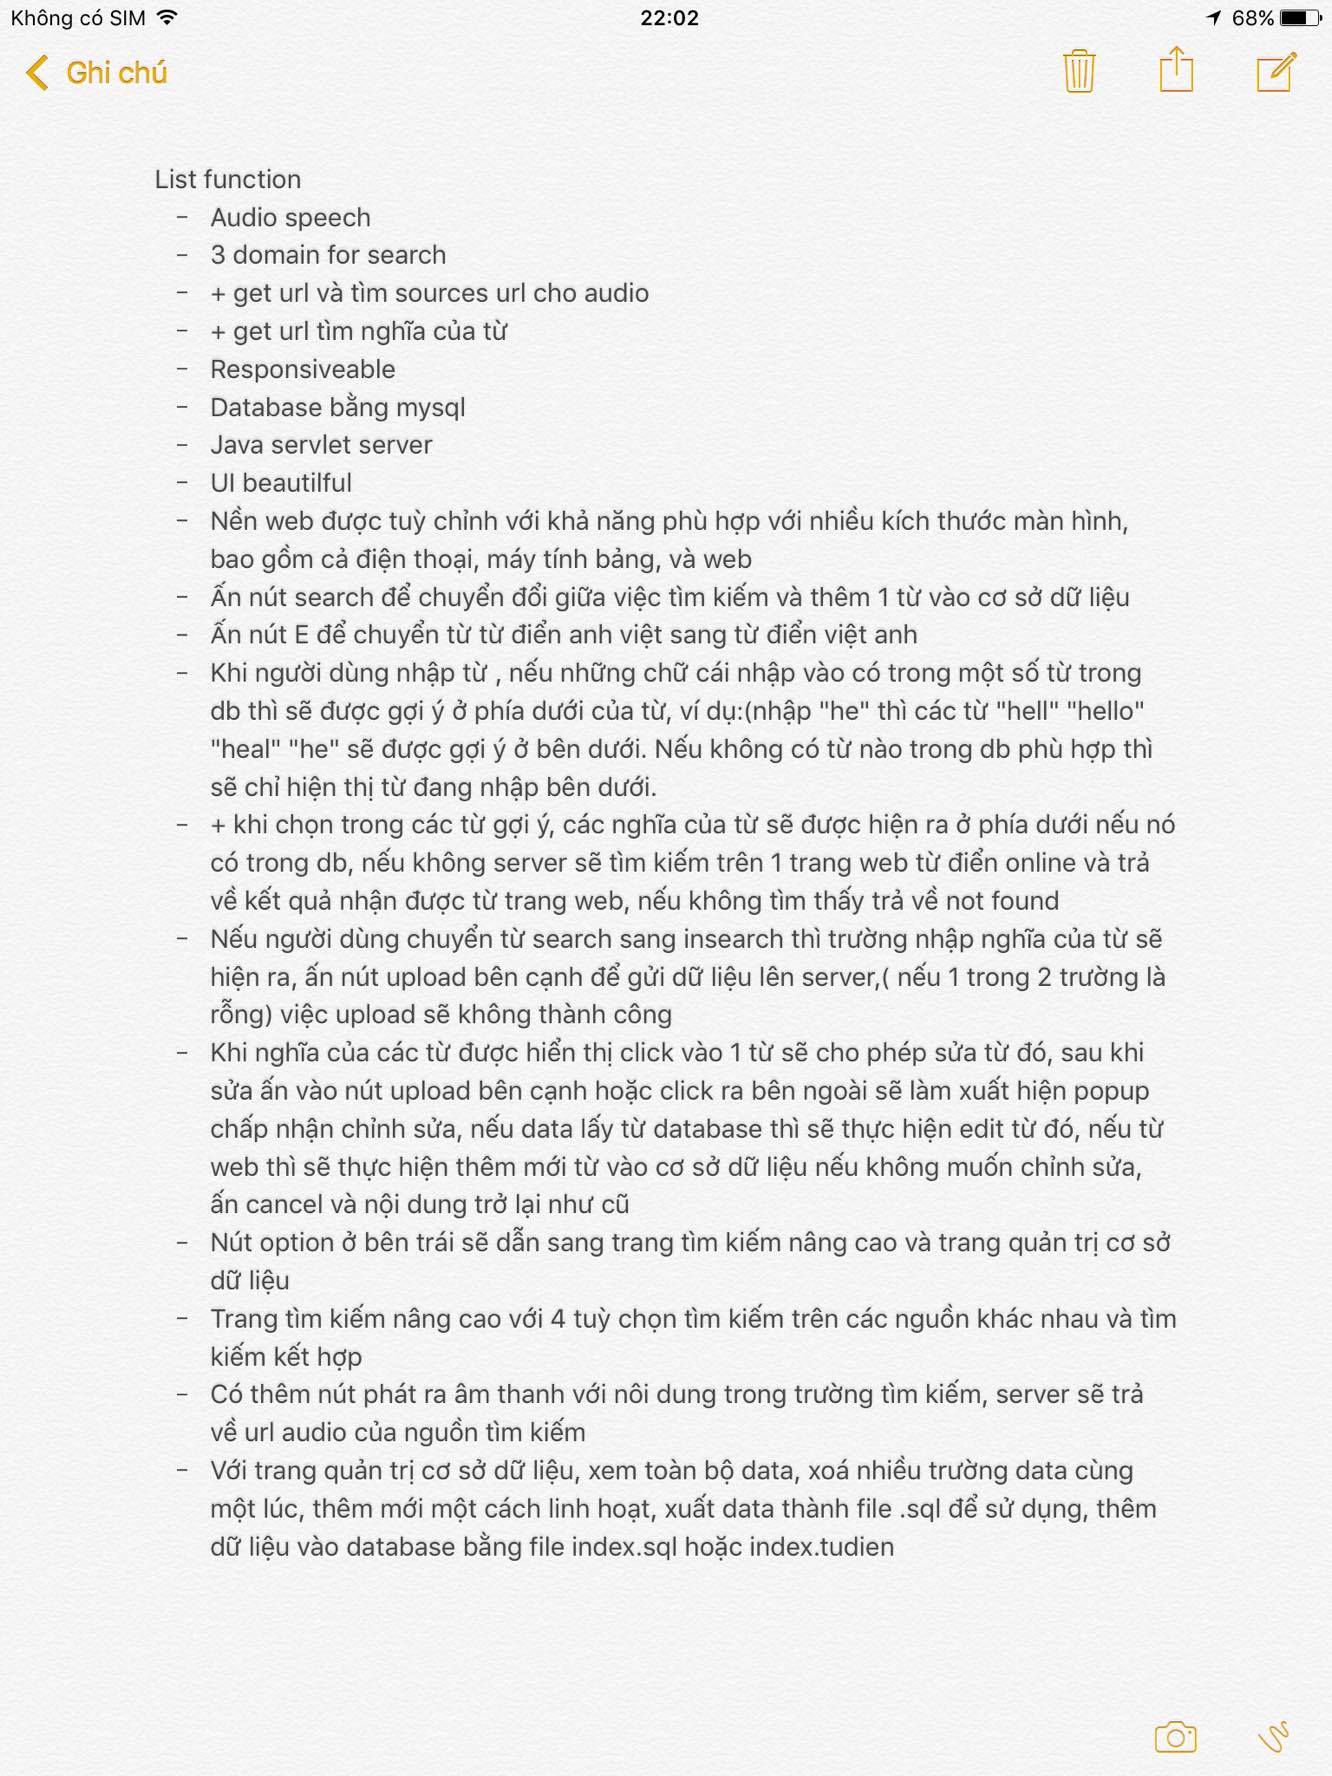 Không có SIM 22:02 68%
Ghi chú
List function
- Audio speech
- 3 domain for search
- + get url và tìm sources url cho audio
- + get url tìm nghĩa của từ
- Responsiveable
- Database bằng mysql
- Java servlet server
- UI beautilful
- Nền web được tuỳ chỉnh với khả năng phù hợp với nhiều kích thước màn hình,
bao gồm cả điện thoại, máy tính bảng, và web
- Ấn nút search để chuyển đổi giữa việc tìm kiếm và thêm 1 từ vào cơ sở dữ liệu
- Ấn nút E để chuyển từ từ điển anh việt sang từ điển việt anh
- Khi người dùng nhập từ , nếu những chữ cái nhập vào có trong một số từ trong
db thì sẽ được gợi ý ở phía dưới của từ, ví dụ:(nhập "he" thì các từ "hell" "hello"
"heal" "he" sẽ được gợi ý ở bên dưới. Nếu không có từ nào trong db phù hợp thì
sẽ chỉ hiện thị từ đang nhập bên dưới.
- + khi chọn trong các từ gợi ý, các nghĩa của từ sẽ được hiện ra ở phía dưới nếu nó
có trong db, nếu không server sẽ tìm kiếm trên 1 trang web từ điển online và trả
về kết quả nhận được từ trang web, nếu không tìm thấy trả về not found
- Nếu người dùng chuyển từ search sang insearch thì trường nhập nghĩa của từ sẽ
hiện ra, ấn nút upload bên cạnh để gửi dữ liệu lên server,( nếu 1 trong 2 trường là
rỗng) việc upload sẽ không thành công
- Khi nghĩa của các từ được hiển thị click vào 1 từ sẽ cho phép sửa từ đó, sau khi
sửa ấn vào nút upload bên cạnh hoặc click ra bên ngoài sẽ làm xuất hiện popup
chấp nhận chỉnh sửa, nếu data lấy từ database thì sẽ thực hiện edit từ đó, nếu từ
web thì sẽ thực hiện thêm mới từ vào cơ sở dữ liệu nếu không muốn chỉnh sửa,
ấn cancel và nội dung trở lại như cũ
- Nút option ở bên trái sẽ dẫn sang trang tìm kiếm nâng cao và trang quản trị cơ sở
dữ liệu
- Trang tìm kiếm nâng cao với 4 tuỳ chọn tìm kiếm trên các nguồn khác nhau và tìm
kiếm kết hợp
- Có thêm nút phát ra âm thanh với nôi dung trong trường tìm kiếm, server sẽ trả
về url audio của nguồn tìm kiếm
- Với trang quản trị cơ sở dữ liệu, xem toàn bộ data, xoá nhiều trường data cùng
một lúc, thêm mới một cách linh hoạt, xuất data thành file .sql để sử dụng, thêm
dữ liệu vào database bằng file index.sql hoặc index.tudien